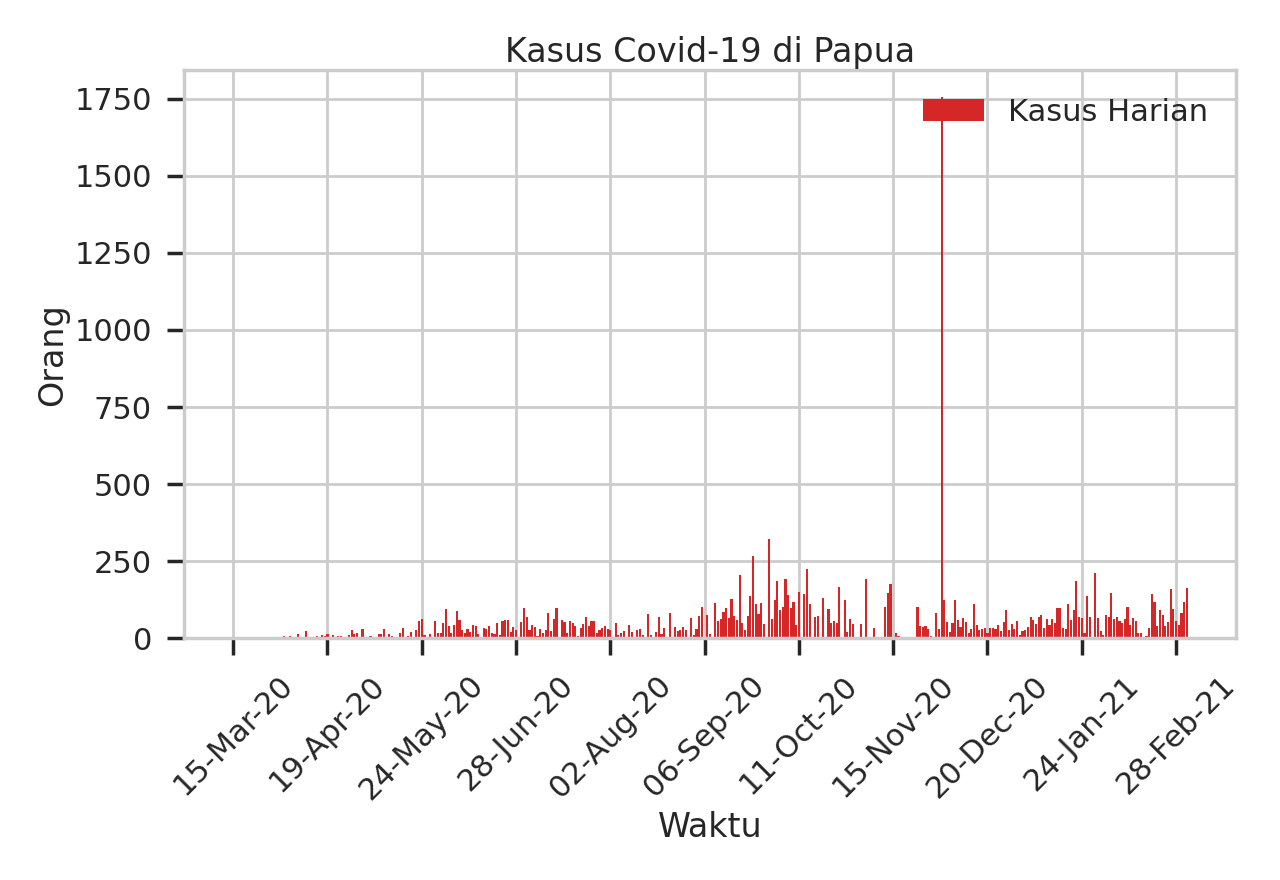 Kasus Covid-19 di Papua
Kasus Harian
Orang
1750
1500
1250
1000
750
500
250
0
15-Mar-20
19-Apr-20
24-May-20
28-Jun-20
02-Aug-20
06-Sep-20
11-Oct-20
15-Nov-20
20-Dec-20
24-Jan-21
28-Feb-21
Waktu